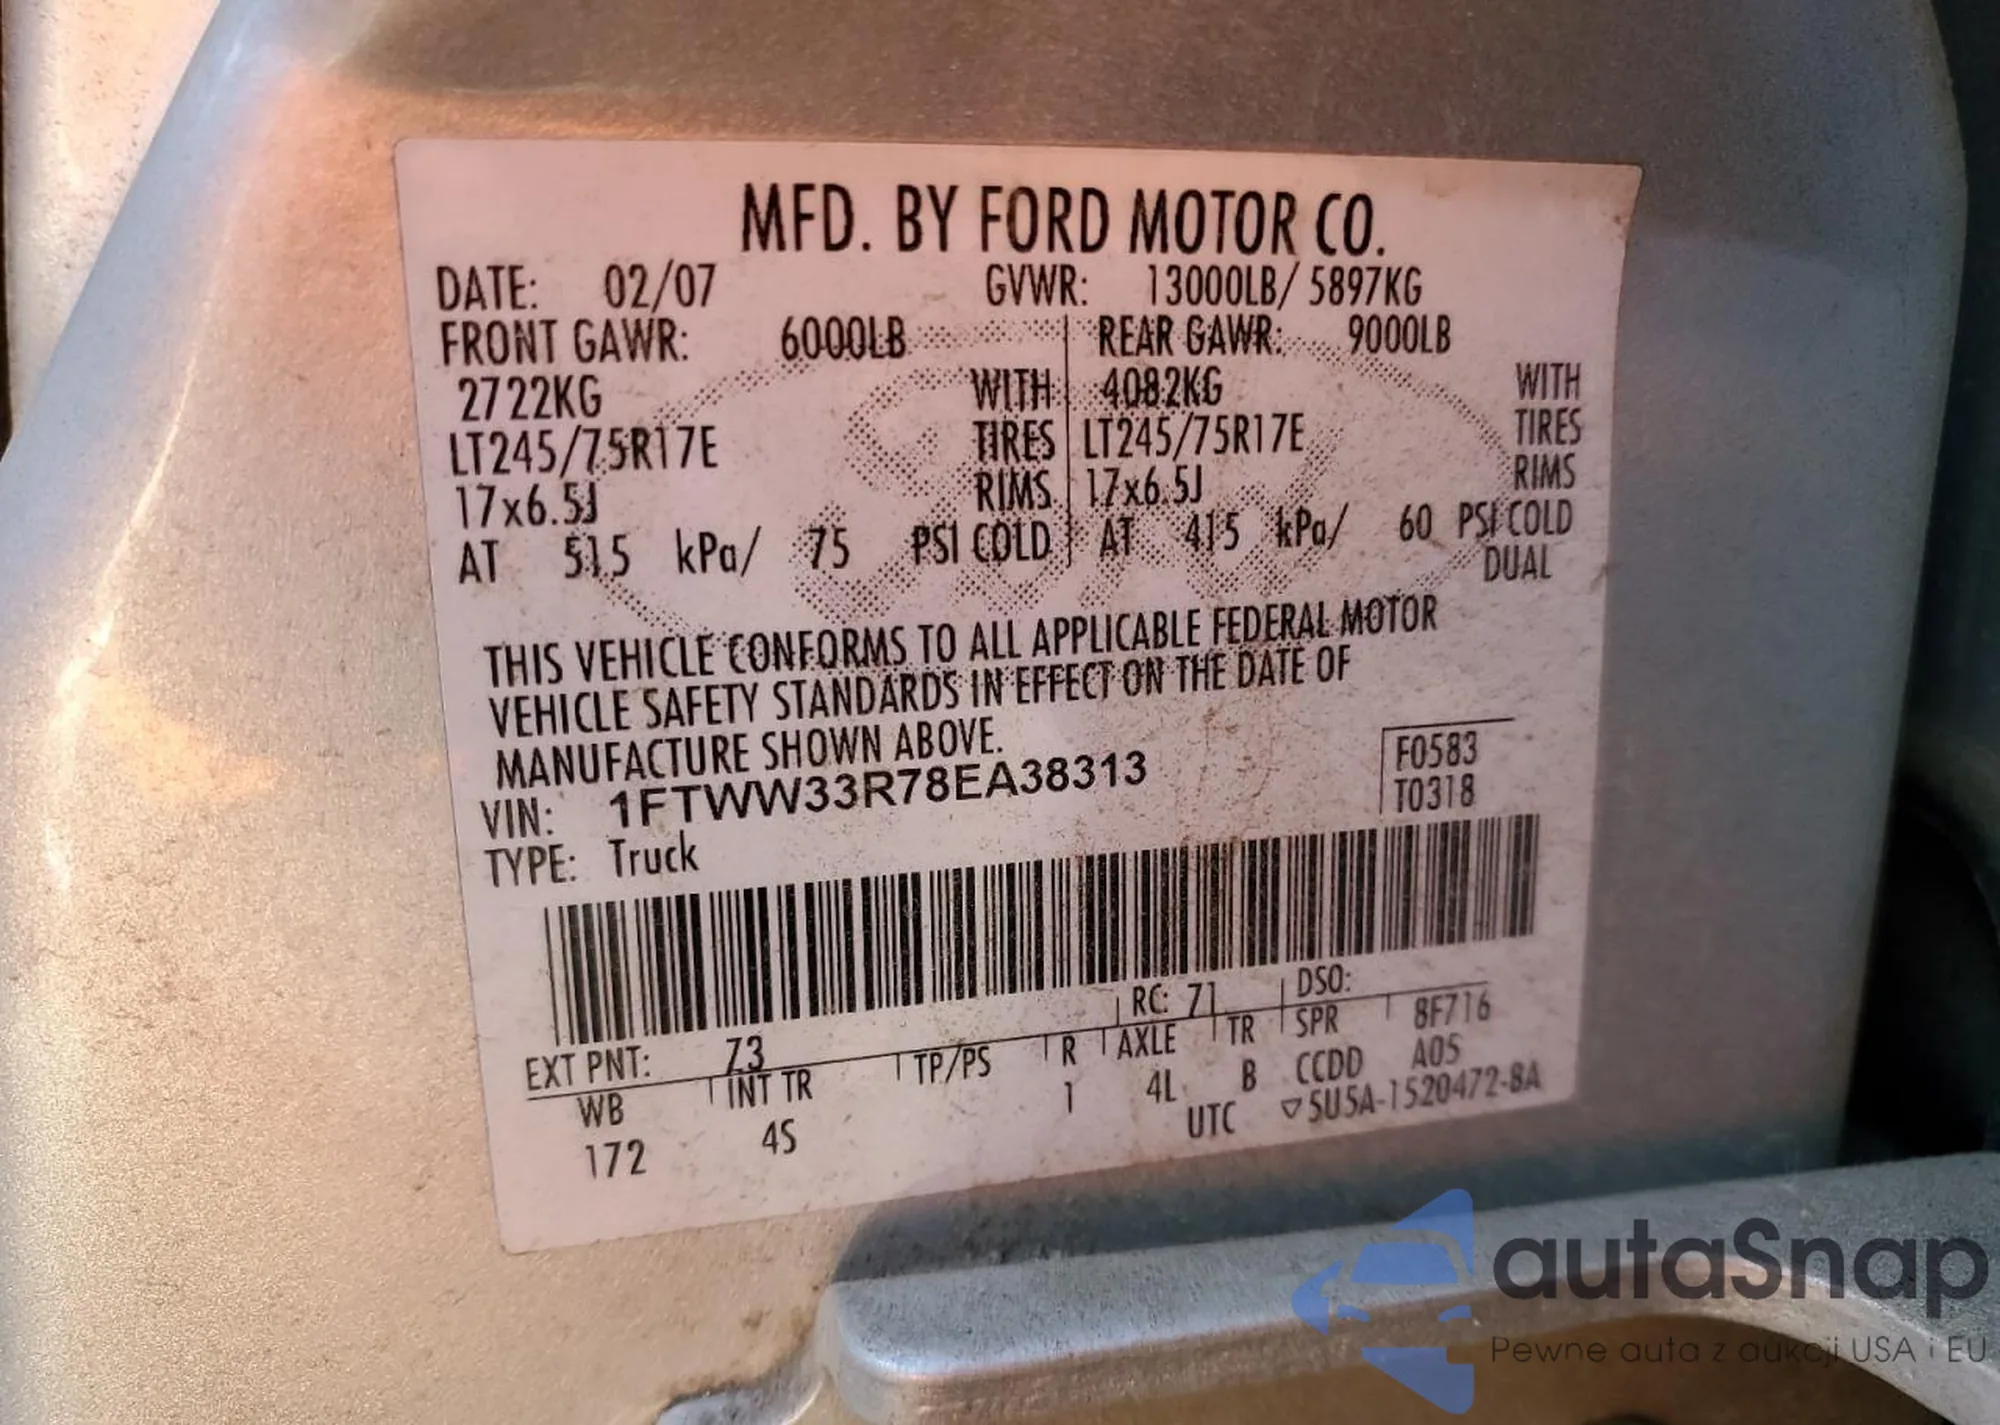 MFD. BY FORD MOTOR CO.
DATE: 02/07 GVWR: 13000LB/ 5897KG
FRONT GAWR: 6000LB REAR GAWR: 9000LB
2722KG WITH 4082KG WITH
LT245/75R17E TIRES LT245/75R17E TIRES
17x6.5J RIMS 17x6.5J RIMS
AT 515 kPa/ 75 PSI COLD AT 415 kPa/ 60 PSI COLD
DUAL
THIS VEHICLE CONFORMS TO ALL APPLICABLE FEDERAL MOTOR
VEHICLE SAFETY STANDARDS IN EFFECT ON THE DATE OF
MANUFACTURE SHOWN ABOVE.
F0583
VIN: 1FTWW33R78EA38313
T0318
TYPE: Truck
EXT PNT: Z3 RC: 71 DSO:
WB INT TR TP/PS R AXLE TR SPR 8F716
172 4S 1 4L B CCDD A05
UTC ▽5U5A-1520472-BA
autaSnap
Pewne auta z aukcji USA i EU